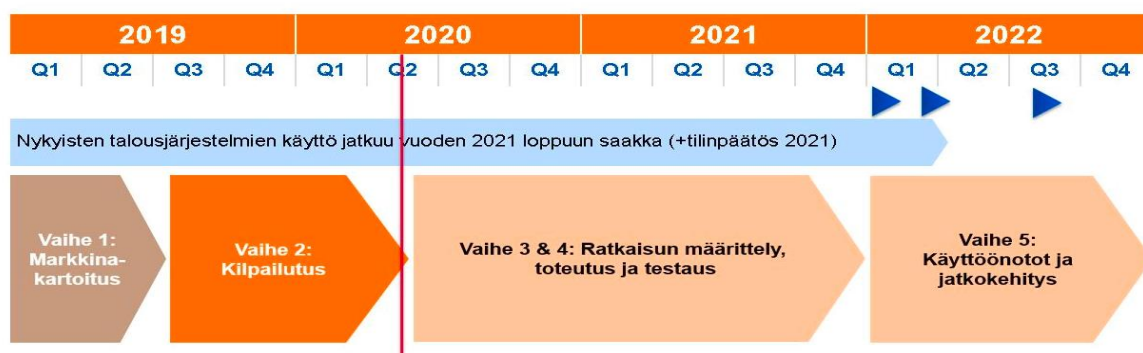 2019 2020 2021 2022
Q1 Q2 Q3 Q4 Q1 Q2 Q3 Q4 Q1 Q2 Q3 Q4 Q1 Q2 Q3 Q4
Nykyisten talousjärjestelmien käyttö jatkuu vuoden 2021 loppuun saakka (+tilinpäätös 2021)
Vaihe 1:
Markkina-
kartoitus
Vaihe 2:
Kilpailutus
Vaihe 3 & 4: Ratkaisun määrittely,
toteutus ja testaus
Vaihe 5:
Käyttöönotot ja
jatkokehitys